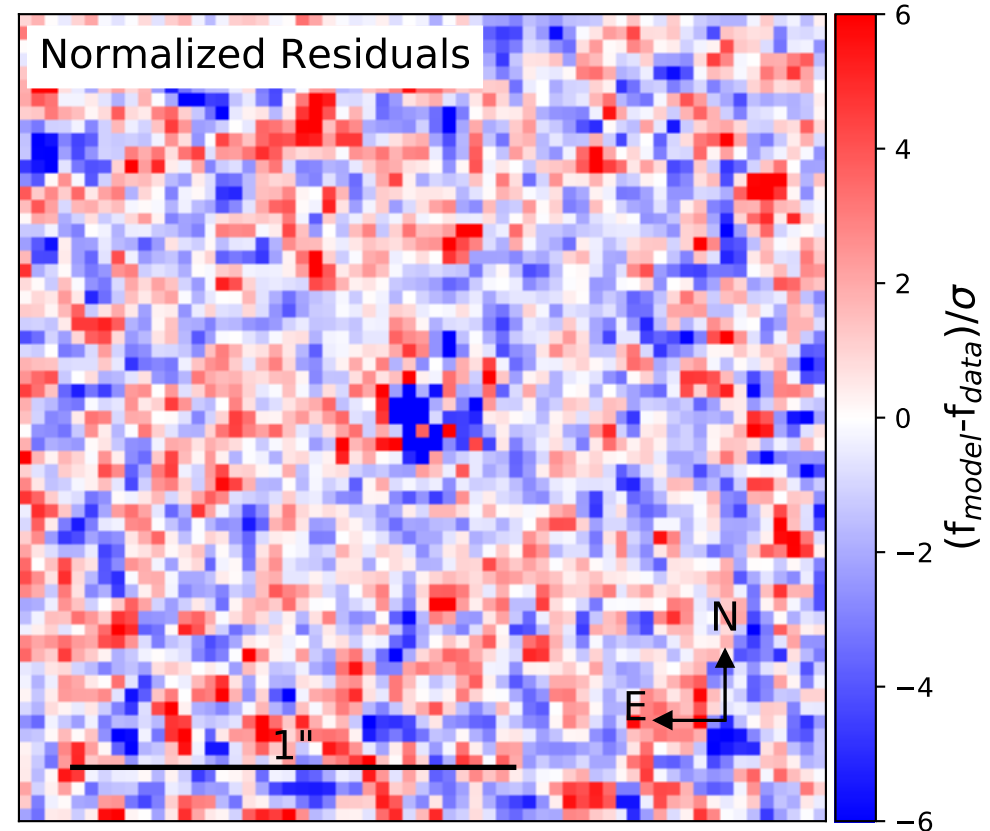 Normalized Residuals
6
4
2
0
−2
−4
−6
(f_model-f_data)/σ
N
E
1"